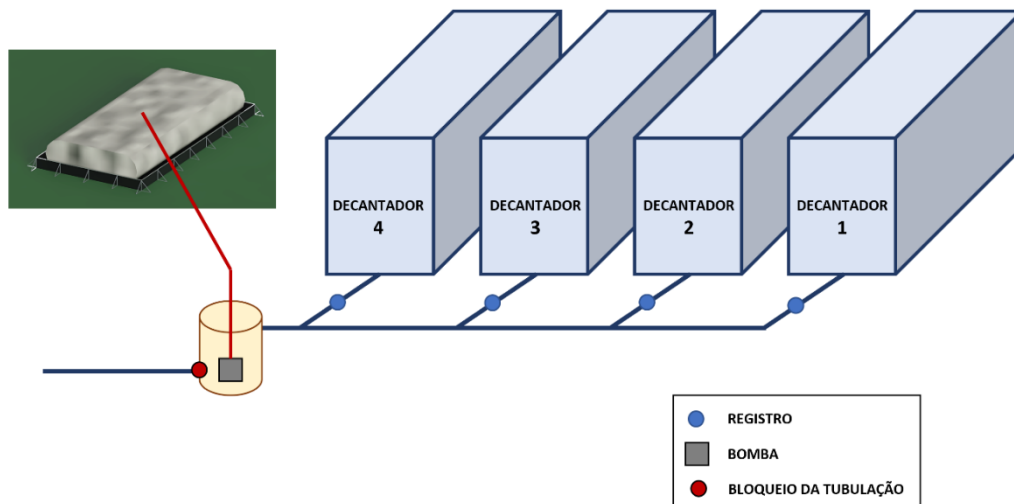 DECANTADOR
4
DECANTADOR
3
DECANTADOR
2
DECANTADOR
1
REGISTRO
BOMBA
BLOQUEIO DA TUBULAÇÃO